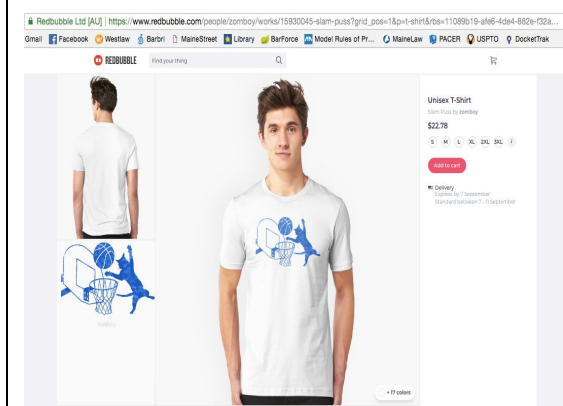 Redbubble Ltd [AU] | https://www.redbubble.com/people/zomboy/works/15930045-slam-puss?grid_pos=1&p=t-shirt&rbs=11089b19-afe6-4de4-882e-f32a...
Gmail Facebook Westlaw Barbri MaineStreet Library BarForce Model Rules of Pr... MaineLaw PACER USPTO DocketTrak
REDBUBBLE Find your thing
Unisex T-Shirt
Slam Puss by zomboy
$22.78
S M L XL 2XL 3XL
Add to cart
Delivery
Express by 7 September
Standard between 7 - 11 September
zomboy
+ 17 colors